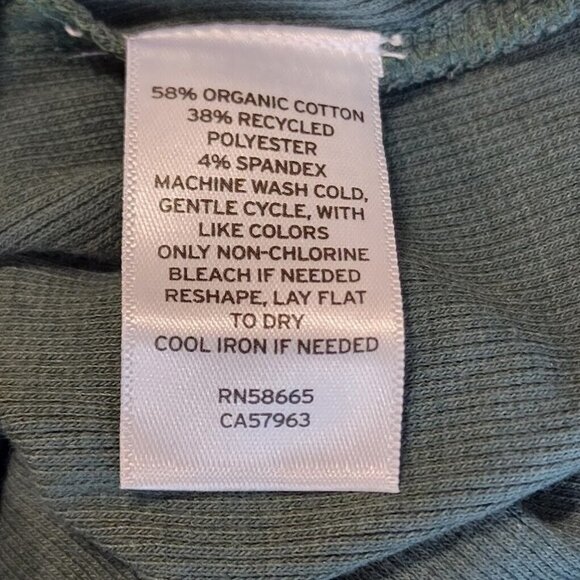 58% ORGANIC COTTON
38% RECYCLED
POLYESTER
4% SPANDEX
MACHINE WASH COLD,
GENTLE CYCLE, WITH
LIKE COLORS
ONLY NON-CHLORINE
BLEACH IF NEEDED
RESHAPE, LAY FLAT
TO DRY
COOL IRON IF NEEDED
RN58665
CA57963